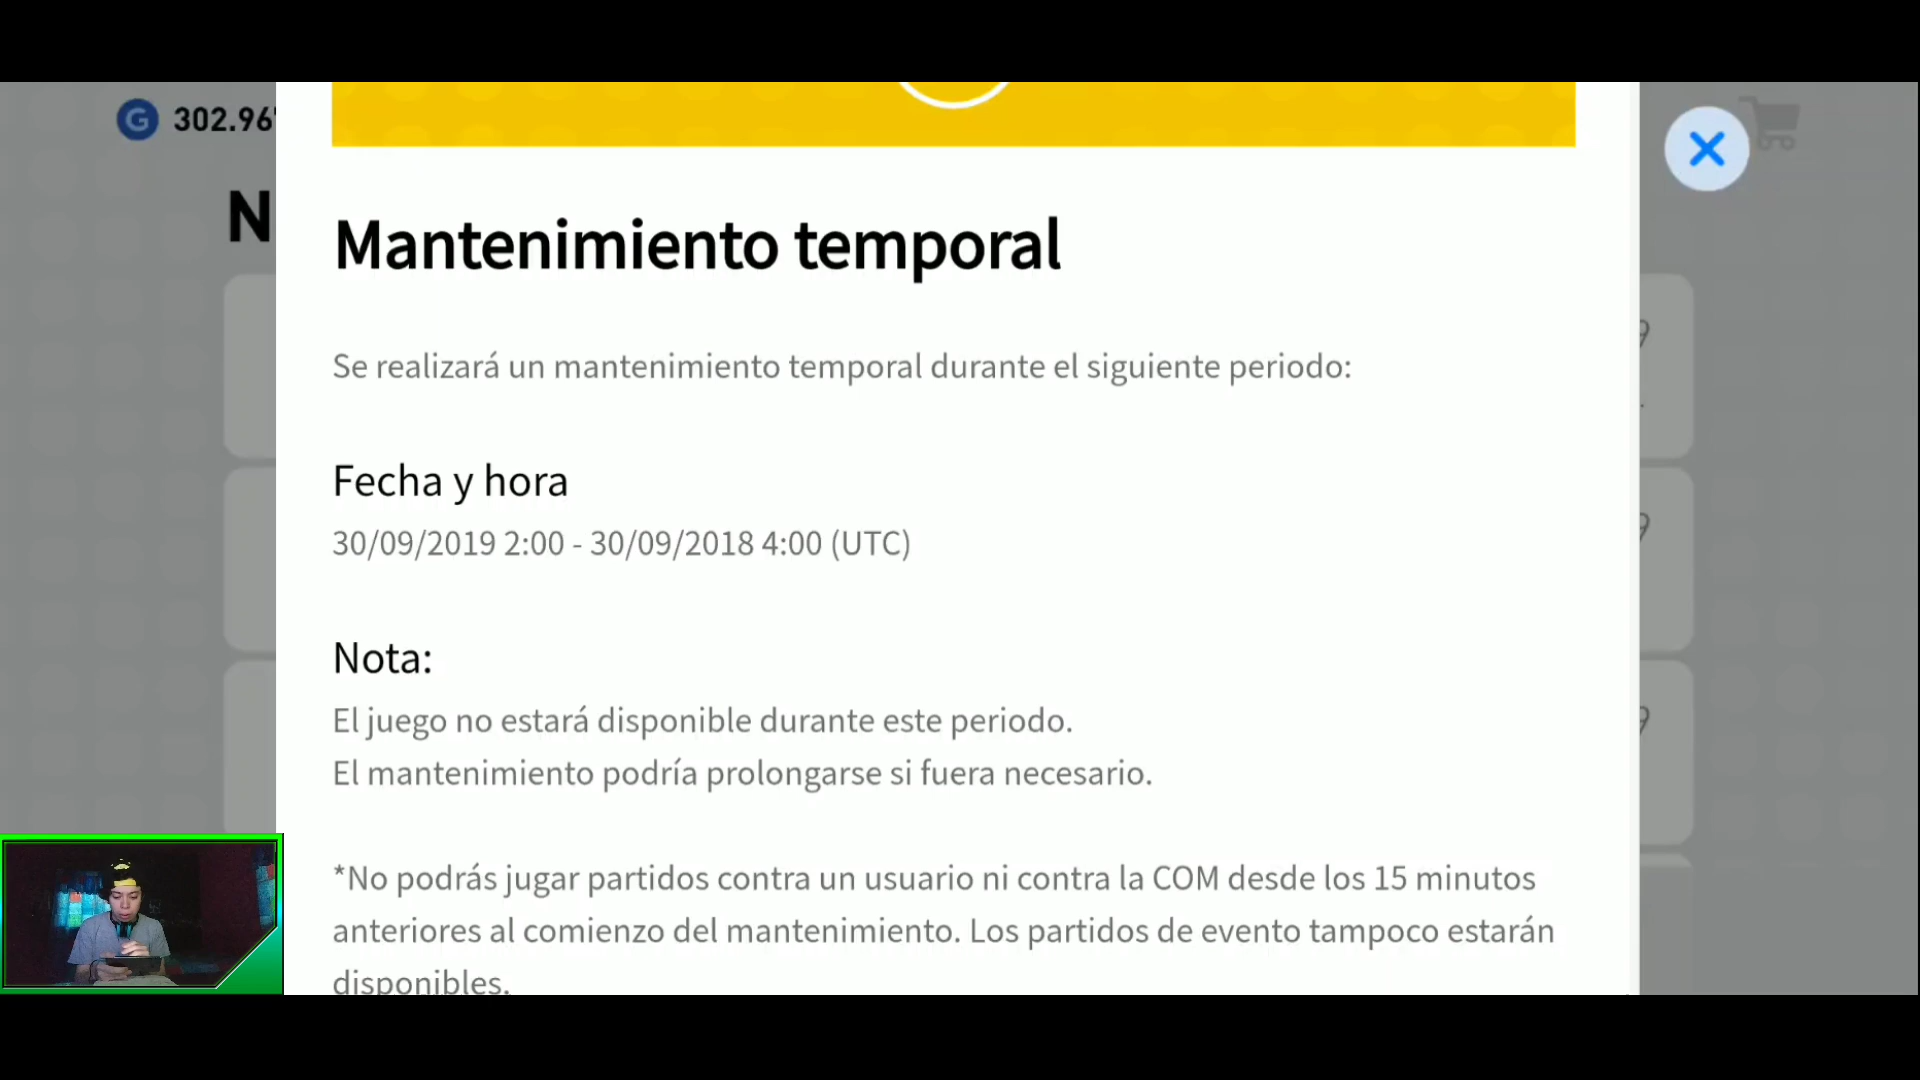 G 302.96
N
Mantenimiento temporal
Se realizará un mantenimiento temporal durante el siguiente periodo:
Fecha y hora
30/09/2019 2:00 - 30/09/2018 4:00 (UTC)
Nota:
El juego no estará disponible durante este periodo.
El mantenimiento podría prolongarse si fuera necesario.
*No podrás jugar partidos contra un usuario ni contra la COM desde los 15 minutos
anteriores al comienzo del mantenimiento. Los partidos de evento tampoco estarán
disponibles.